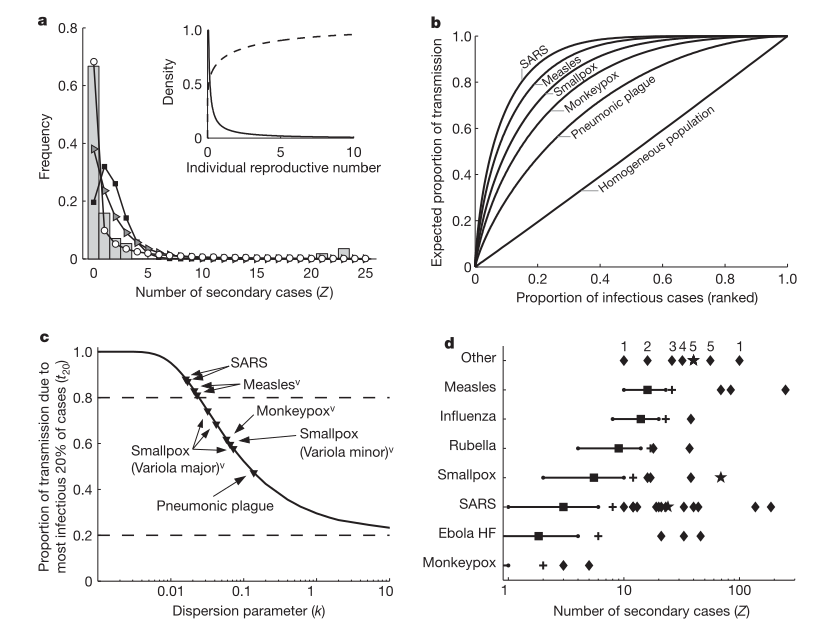 a
0.8
0.6
0.4
0.2
0
Frequency
0 5 10 15 20 25
Number of secondary cases (Z)
1.0
0.5
0
Density
0 5 10
Individual reproductive number
b
1.0
0.8
0.6
0.4
0.2
0
Expected proportion of transmission
SARS
Measles
Smallpox
Monkeypox
Pneumonic plague
Homogeneous population
0 0.2 0.4 0.6 0.8 1.0
Proportion of infectious cases (ranked)
c
1.0
0.8
0.6
0.4
0.2
0
Proportion of transmission due to
most infectious 20% of cases (t20)
SARS
Measlesv
Monkeypoxv
Smallpox
(Variola minor)v
Smallpox
(Variola major)v
Pneumonic plague
0.01 0.1 1 10
Dispersion parameter (k)
d
1 2 3 4 5 5 1
Other
Measles
Influenza
Rubella
Smallpox
SARS
Ebola HF
Monkeypox
1 10 100
Number of secondary cases (Z)